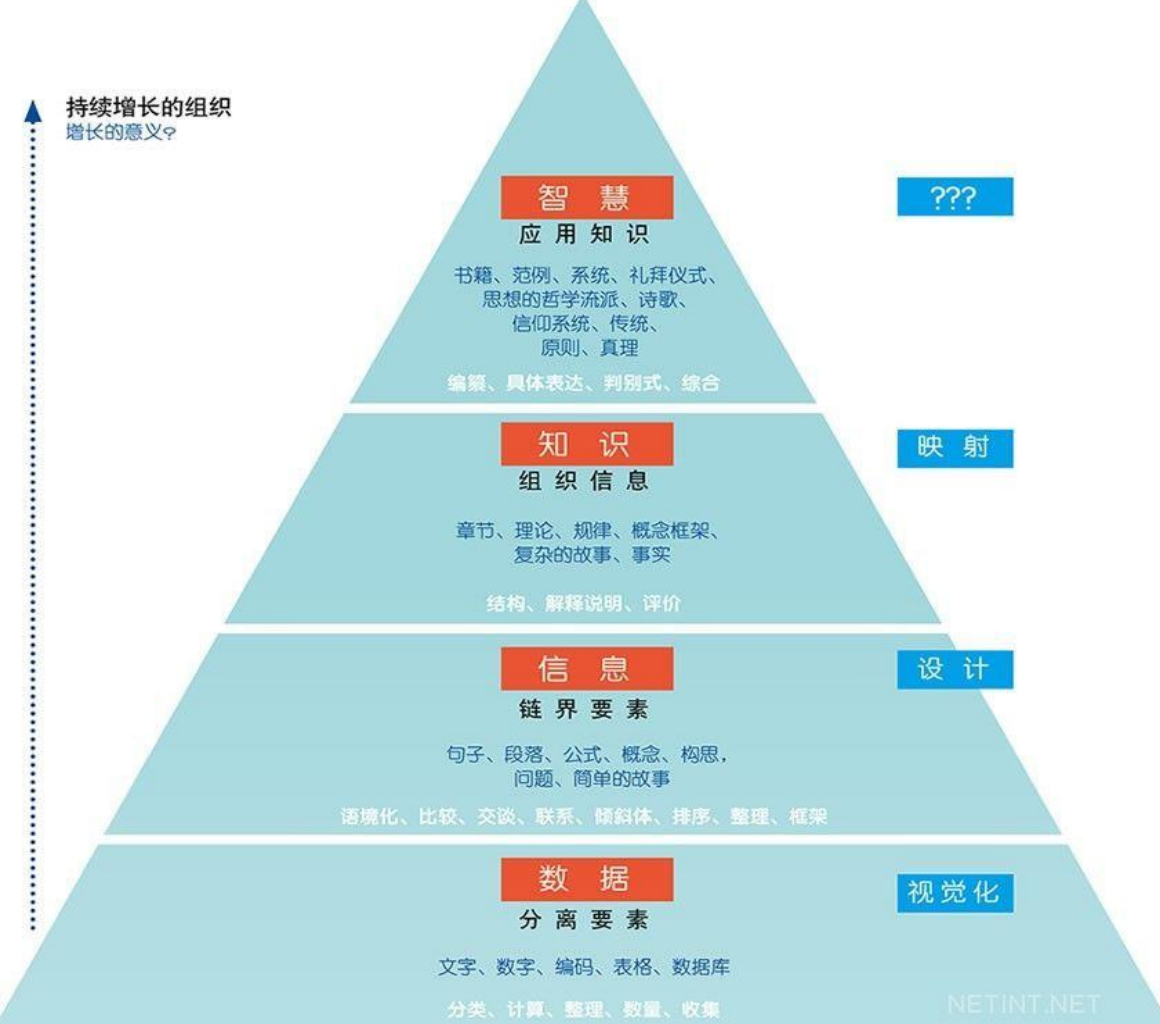 持续增长的组织
增长的意义?
智慧
???
应用知识
书籍、范例、系统、礼拜仪式、
思想的哲学流派、诗歌、
信仰系统、传统、
原则、真理
编纂、具体表达、判别式、综合
知识
映射
组织信息
章节、理论、规律、概念框架、
复杂的故事、事实
结构、解释说明、评价
信息
设计
链界要素
句子、段落、公式、概念、构思，
问题、简单的故事
语境化、比较、交谈、联系、倾斜体、排序、整理、框架
数据
视觉化
分离要素
文字、数字、编码、表格、数据库
分类、计算、整理、数量、收集
NETINT.NET